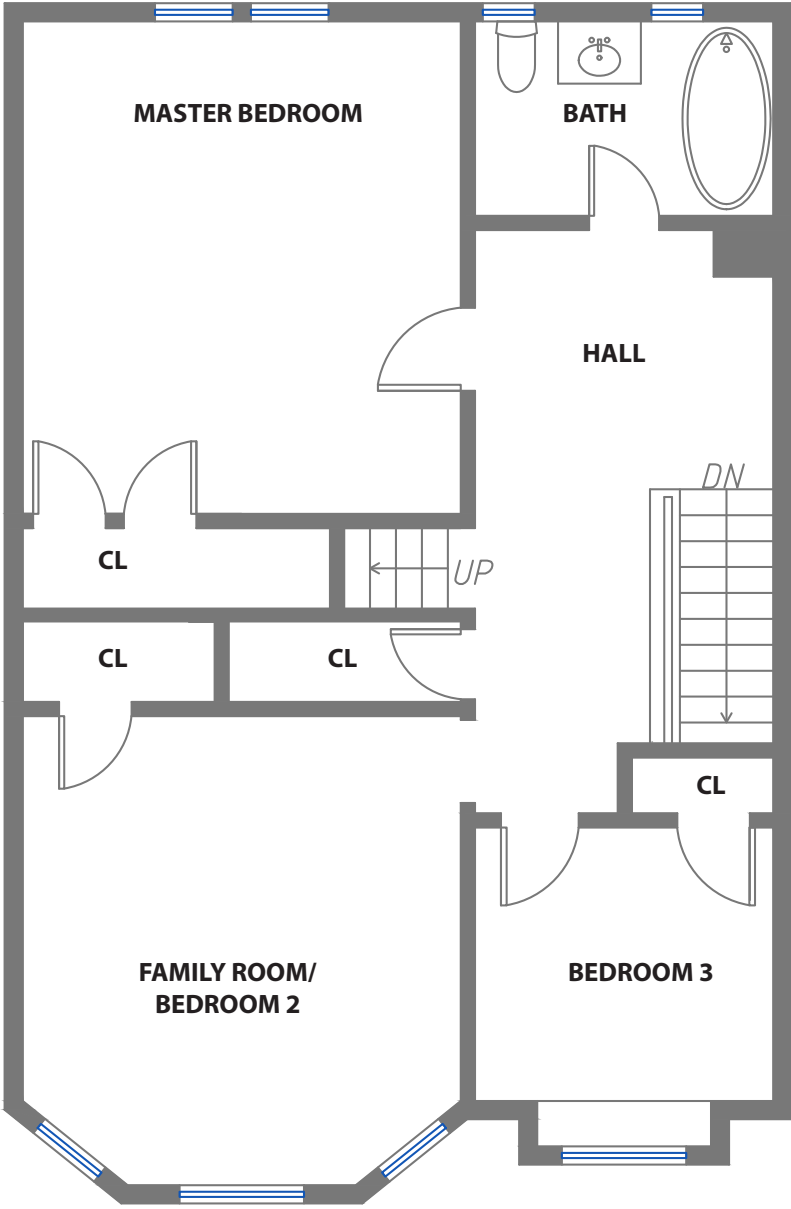 MASTER BEDROOM
BATH
HALL
DN
CL
UP
CL
CL
CL
FAMILY ROOM/
BEDROOM 2
BEDROOM 3